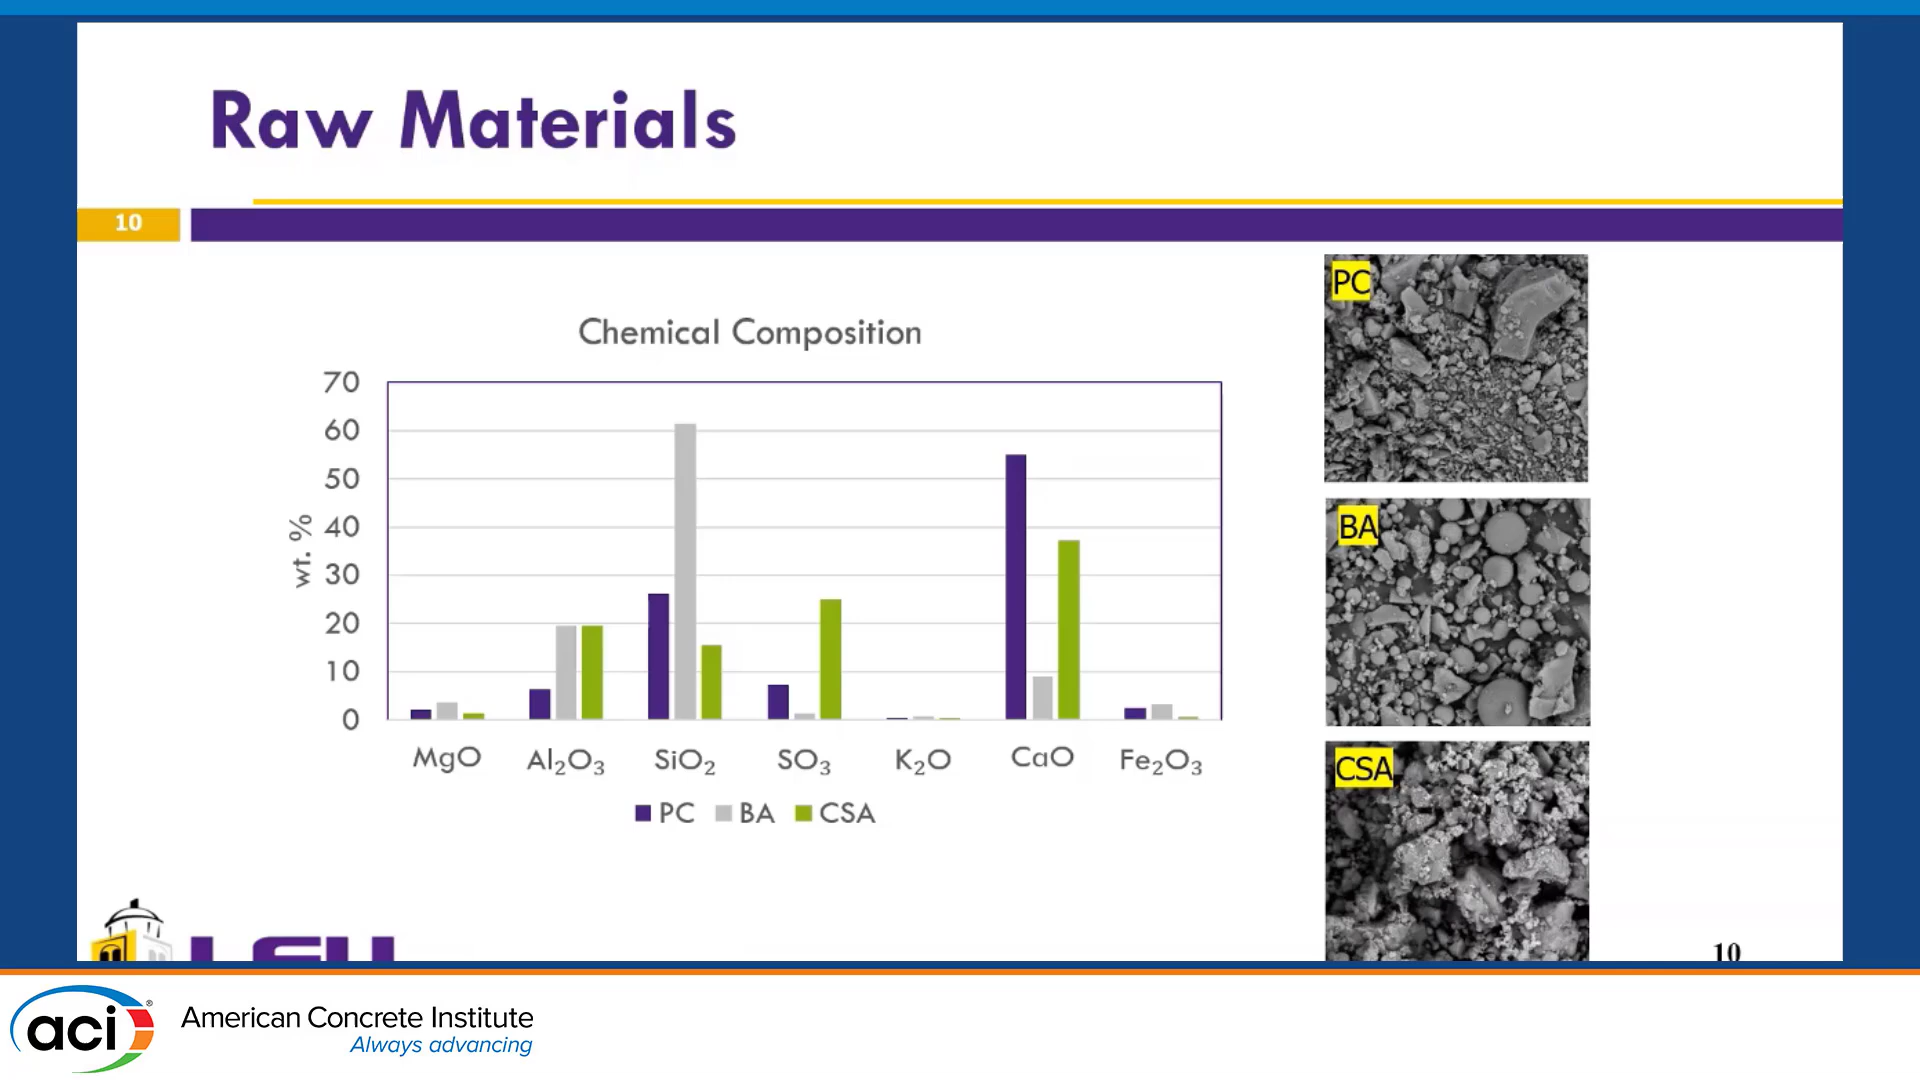 Raw Materials
10
Chemical Composition
70
60
50
40
30
20
10
0
wt. %
MgO Al₂O₃ SiO₂ SO₃ K₂O CaO Fe₂O₃
PC BA CSA
PC
BA
CSA
LSU
10
aci®
American Concrete Institute
Always advancing